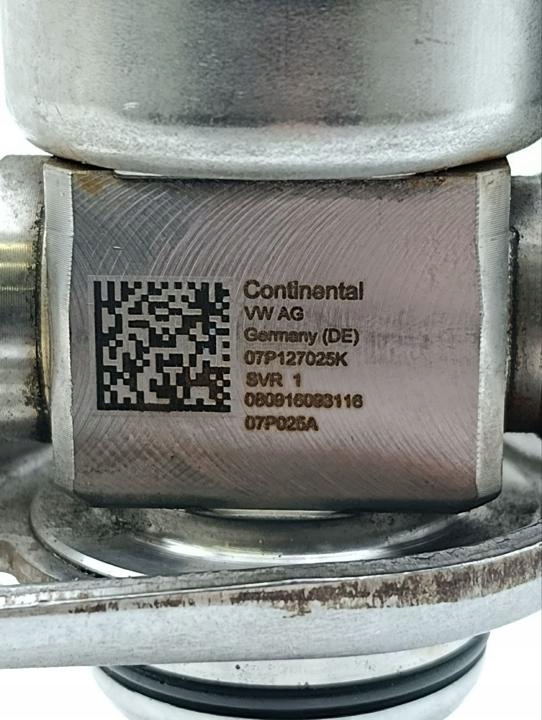 Continental
VW AG
Germany (DE)
07P127025K
SVR 1
080916093116
07P025A